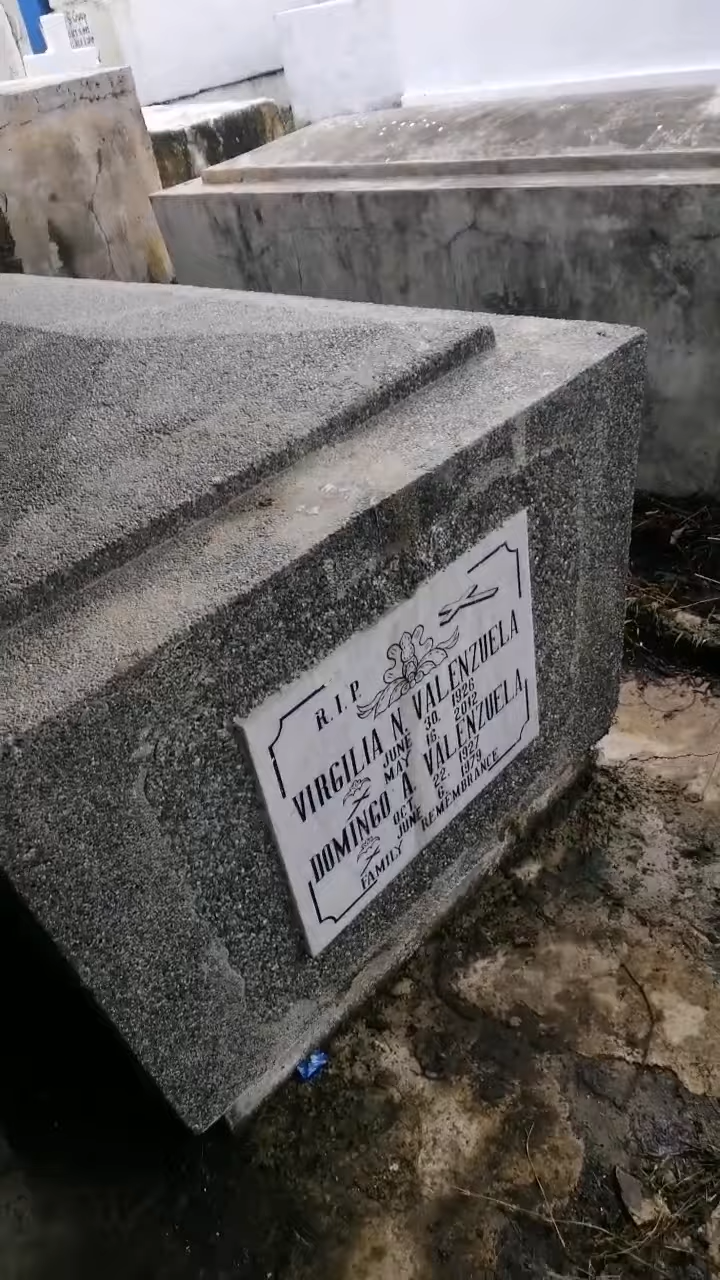 R.I.P.
VIRGILIA N. VALENZUELA
JUNE 30, 1926
MAY 16, 2012
DOMINGO A. VALENZUELA
OCT. 22, 1927
JUNE 6, 1979
FAMILY REMEMBRANCE